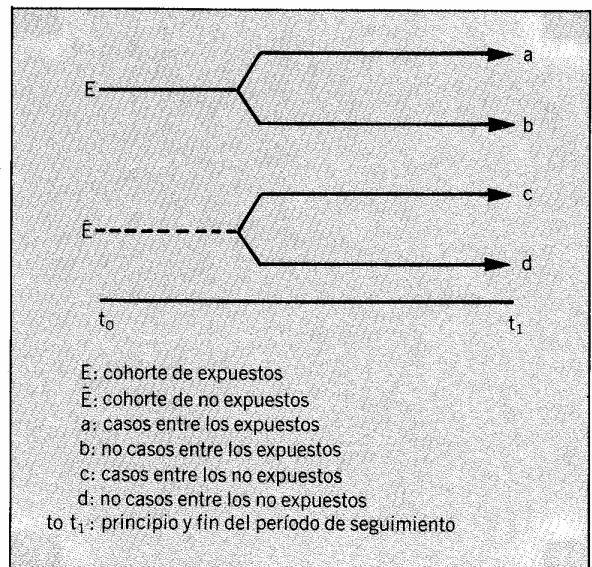 E
a
b
Ē
c
d
t₀
t₁
E: cohorte de expuestos
Ē: cohorte de no expuestos
a: casos entre los expuestos
b: no casos entre los expuestos
c: casos entre los no expuestos
d: no casos entre los no expuestos
to t₁: principio y fin del período de seguimiento